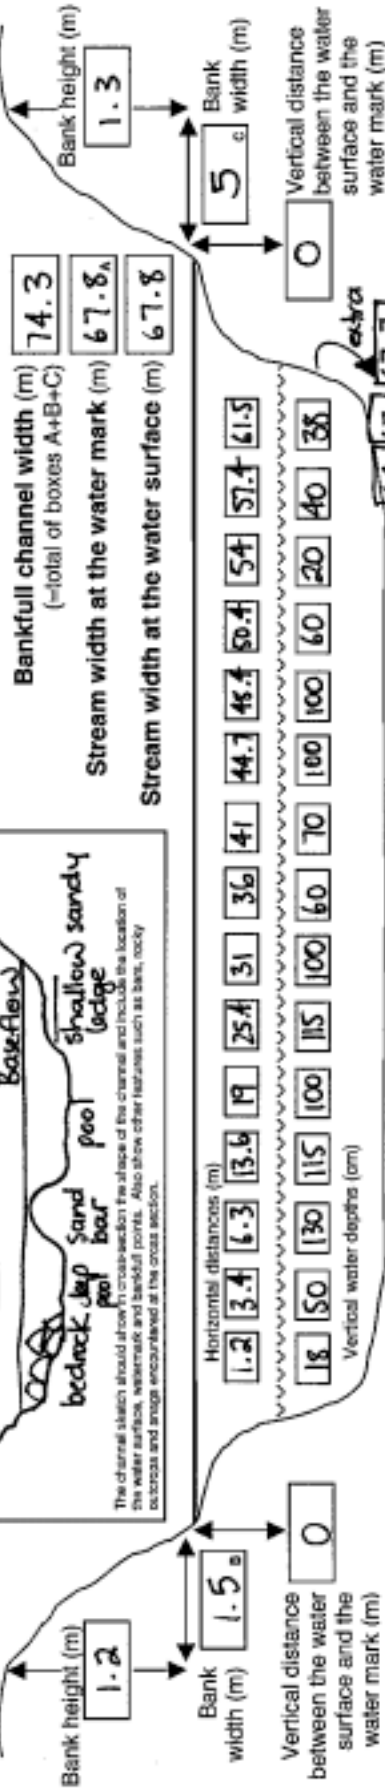 Baseflow
bedrock deep pool
sand bar
pool
shallow sandy ledge
The channel sketch should show in cross-section the shape of the channel and include the location of
the water surface, watermark and bankfull points. Also show other features such as bars, rocky
outcrops and snags encountered at the cross section.
Bankfull channel width (m) 74.3
(=total of boxes A+B+C)
Stream width at the water mark (m) 67.8 A
Stream width at the water surface (m) 67.8
Bank height (m)
1.2
Bank height (m)
1.3
Bank width (m)
1.5 B
Bank width (m)
5 C
Horizontal distances (m)
1.2 3.4 6.3 13.6 19 25.4 31 36 41 44.7 48.4 50.4 54 57.4 61.5
18 50 130 115 100 115 100 60 70 100 100 60 20 40 38
Vertical water depths (cm)
extra
Vertical distance
between the water
surface and the
water mark (m)
0
Vertical distance
between the water
surface and the
water mark (m)
0